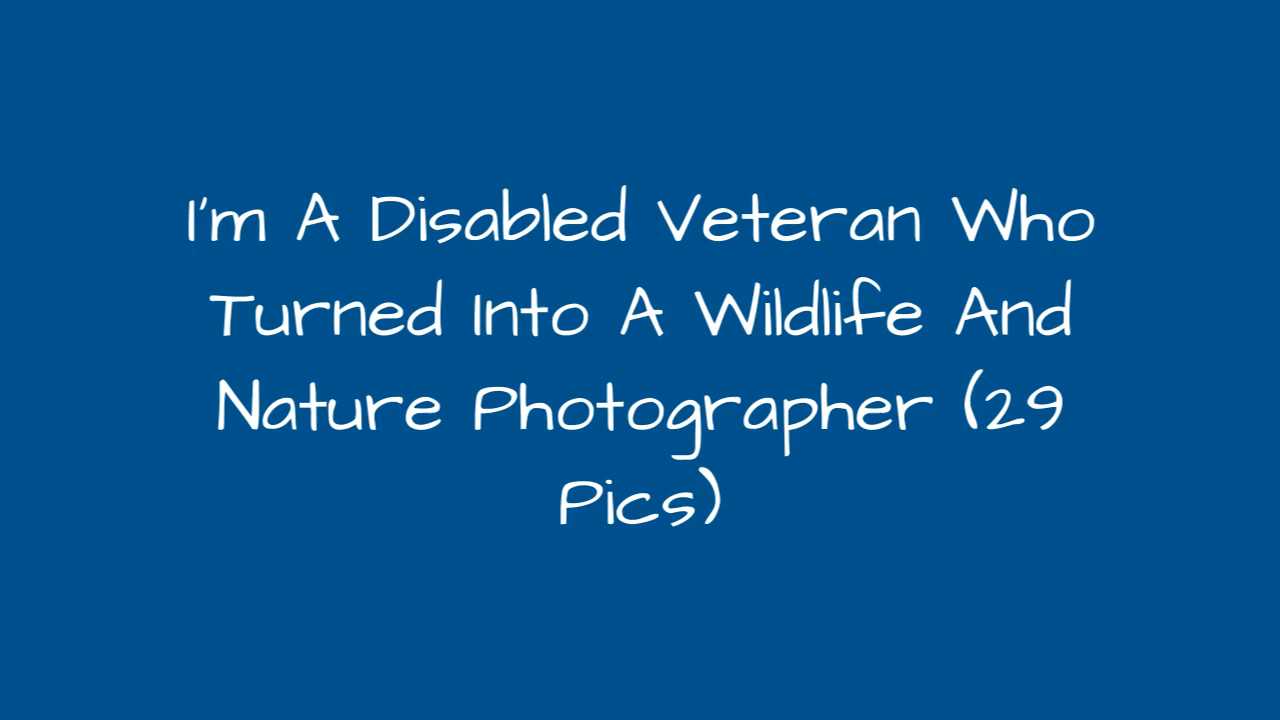 I'm A Disabled Veteran Who
Turned Into A Wildlife And
Nature Photographer (29
Pics)